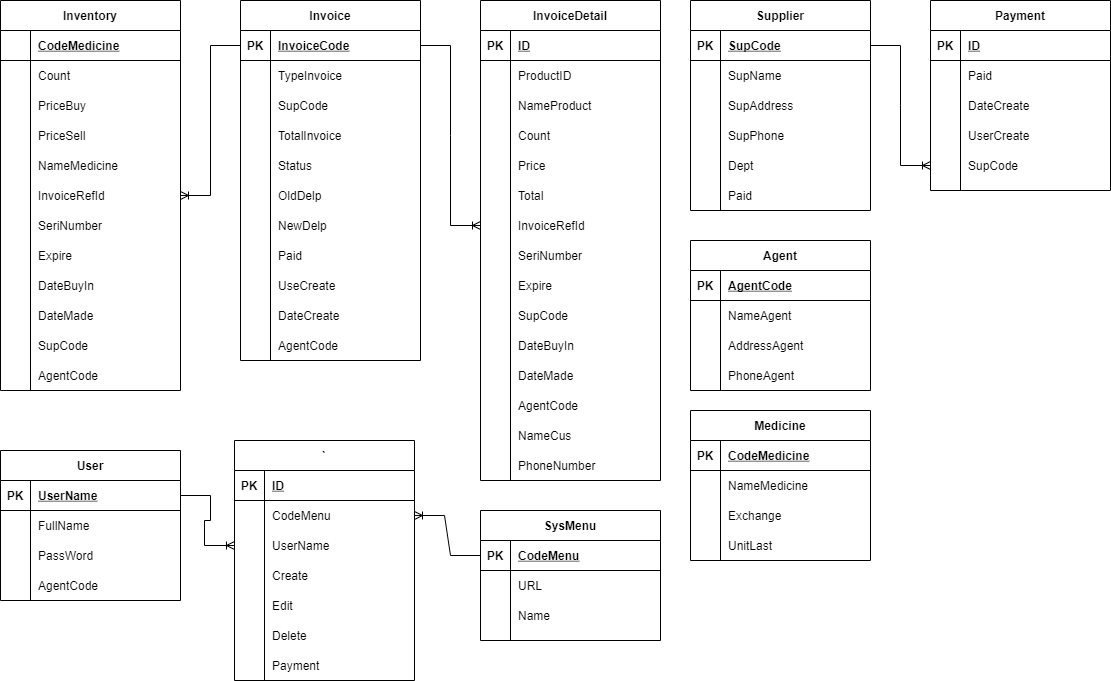 Inventory
CodeMedicine
Count
PriceBuy
PriceSell
NameMedicine
InvoiceRefId
SeriNumber
Expire
DateBuyIn
DateMade
SupCode
AgentCode
Invoice
PK InvoiceCode
TypeInvoice
SupCode
TotalInvoice
Status
OldDelp
NewDelp
Paid
UseCreate
DateCreate
AgentCode
InvoiceDetail
PK ID
ProductID
NameProduct
Count
Price
Total
InvoiceRefId
SeriNumber
Expire
SupCode
DateBuyIn
DateMade
AgentCode
NameCus
PhoneNumber
Supplier
PK SupCode
SupName
SupAddress
SupPhone
Dept
Paid
Payment
PK ID
Paid
DateCreate
UserCreate
SupCode
Agent
PK AgentCode
NameAgent
AddressAgent
PhoneAgent
Medicine
PK CodeMedicine
NameMedicine
Exchange
UnitLast
User
PK UserName
FullName
PassWord
AgentCode
`
PK ID
CodeMenu
UserName
Create
Edit
Delete
Payment
SysMenu
PK CodeMenu
URL
Name